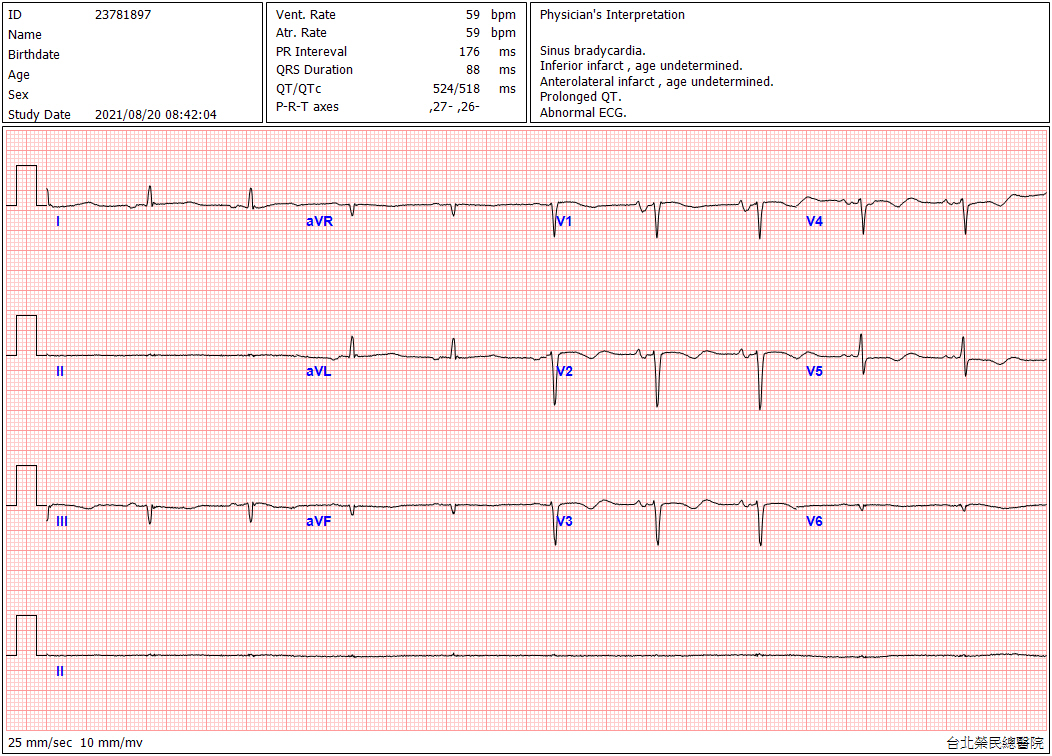 ID 23781897
Name
Birthdate
Age
Sex
Study Date 2021/08/20 08:42:04
Vent. Rate 59 bpm
Atr. Rate 59 bpm
PR Intereval 176 ms
QRS Duration 88 ms
QT/QTc 524/518 ms
P-R-T axes ,27- ,26-
Physician's Interpretation
Sinus bradycardia.
Inferior infarct , age undetermined.
Anterolateral infarct , age undetermined.
Prolonged QT.
Abnormal ECG.
I aVR V1 V4
II aVL V2 V5
III aVF V3 V6
II
25 mm/sec 10 mm/mv 台北榮民總醫院